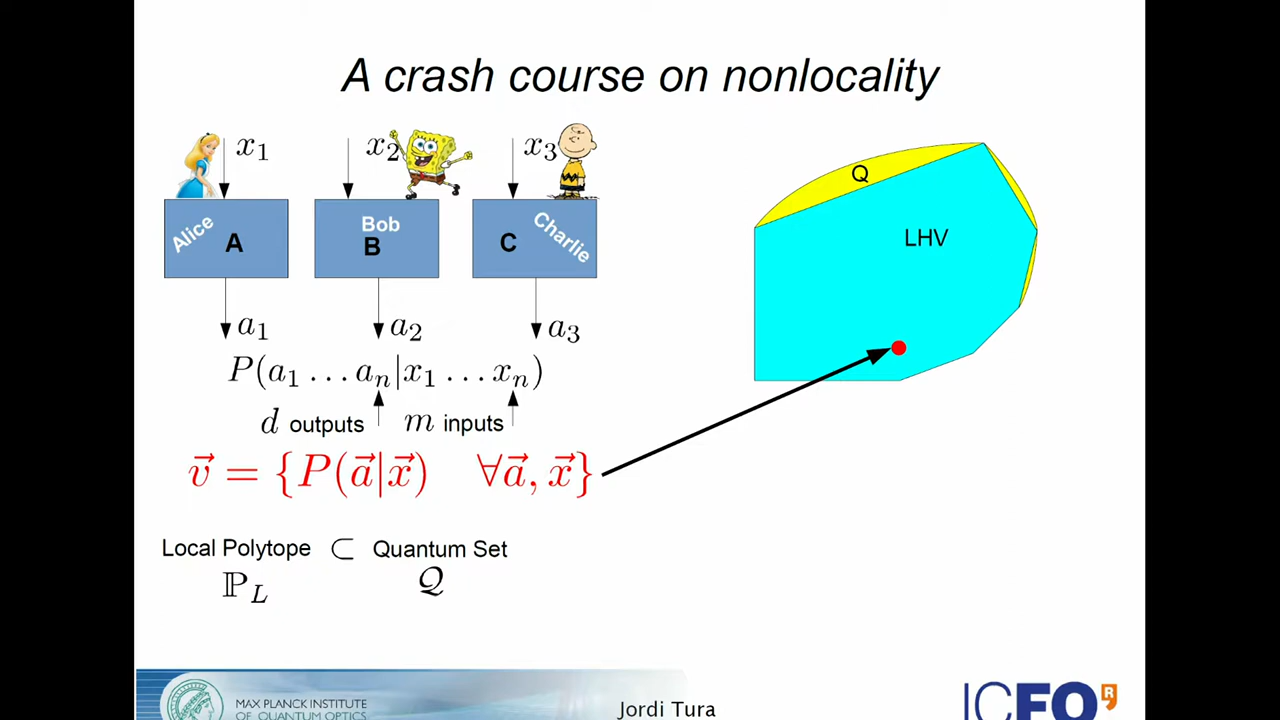 A crash course on nonlocality
x₁ x₂ x₃
Alice A
Bob B
C Charlie
a₁ a₂ a₃
P(a₁ … aₙ|x₁ … xₙ)
d outputs m inputs
v⃗ = {P(a⃗|x⃗) ∀a⃗, x⃗}
Local Polytope ⊂ Quantum Set
ℙ_L 𝒬
Q
LHV
MAX PLANCK INSTITUTE
OF QUANTUM OPTICS
Jordi Tura
ICFO R